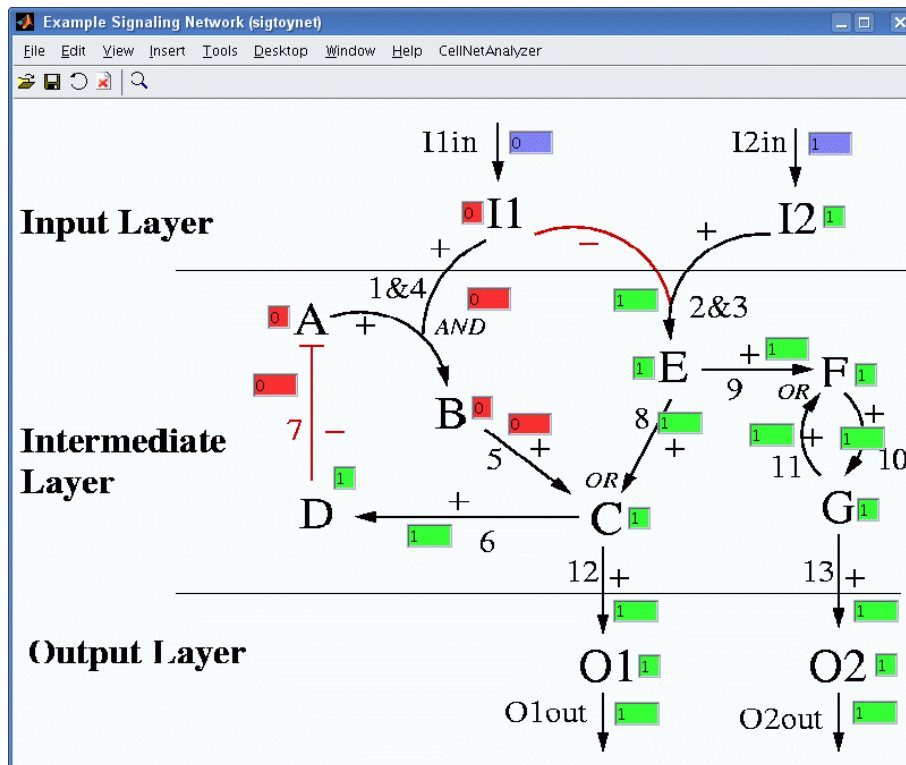 Example Signaling Network (sigtoynet)
File Edit View Insert Tools Desktop Window Help CellNetAnalyzer
I1in 0 I2in 1
Input Layer 0 I1 I2 1
+ − +
1&4 0 1 2&3
0 A + AND
1 E + 1 F 1
9 OR
0 B 0 0 8 1 + 1 + 1
7 − 5 + + 11 10
Intermediate
Layer
1 OR
D + C 1 G 1
1 6
12 + 13 +
1 1
Output Layer O1 1 O2 1
O1out 1 O2out 1